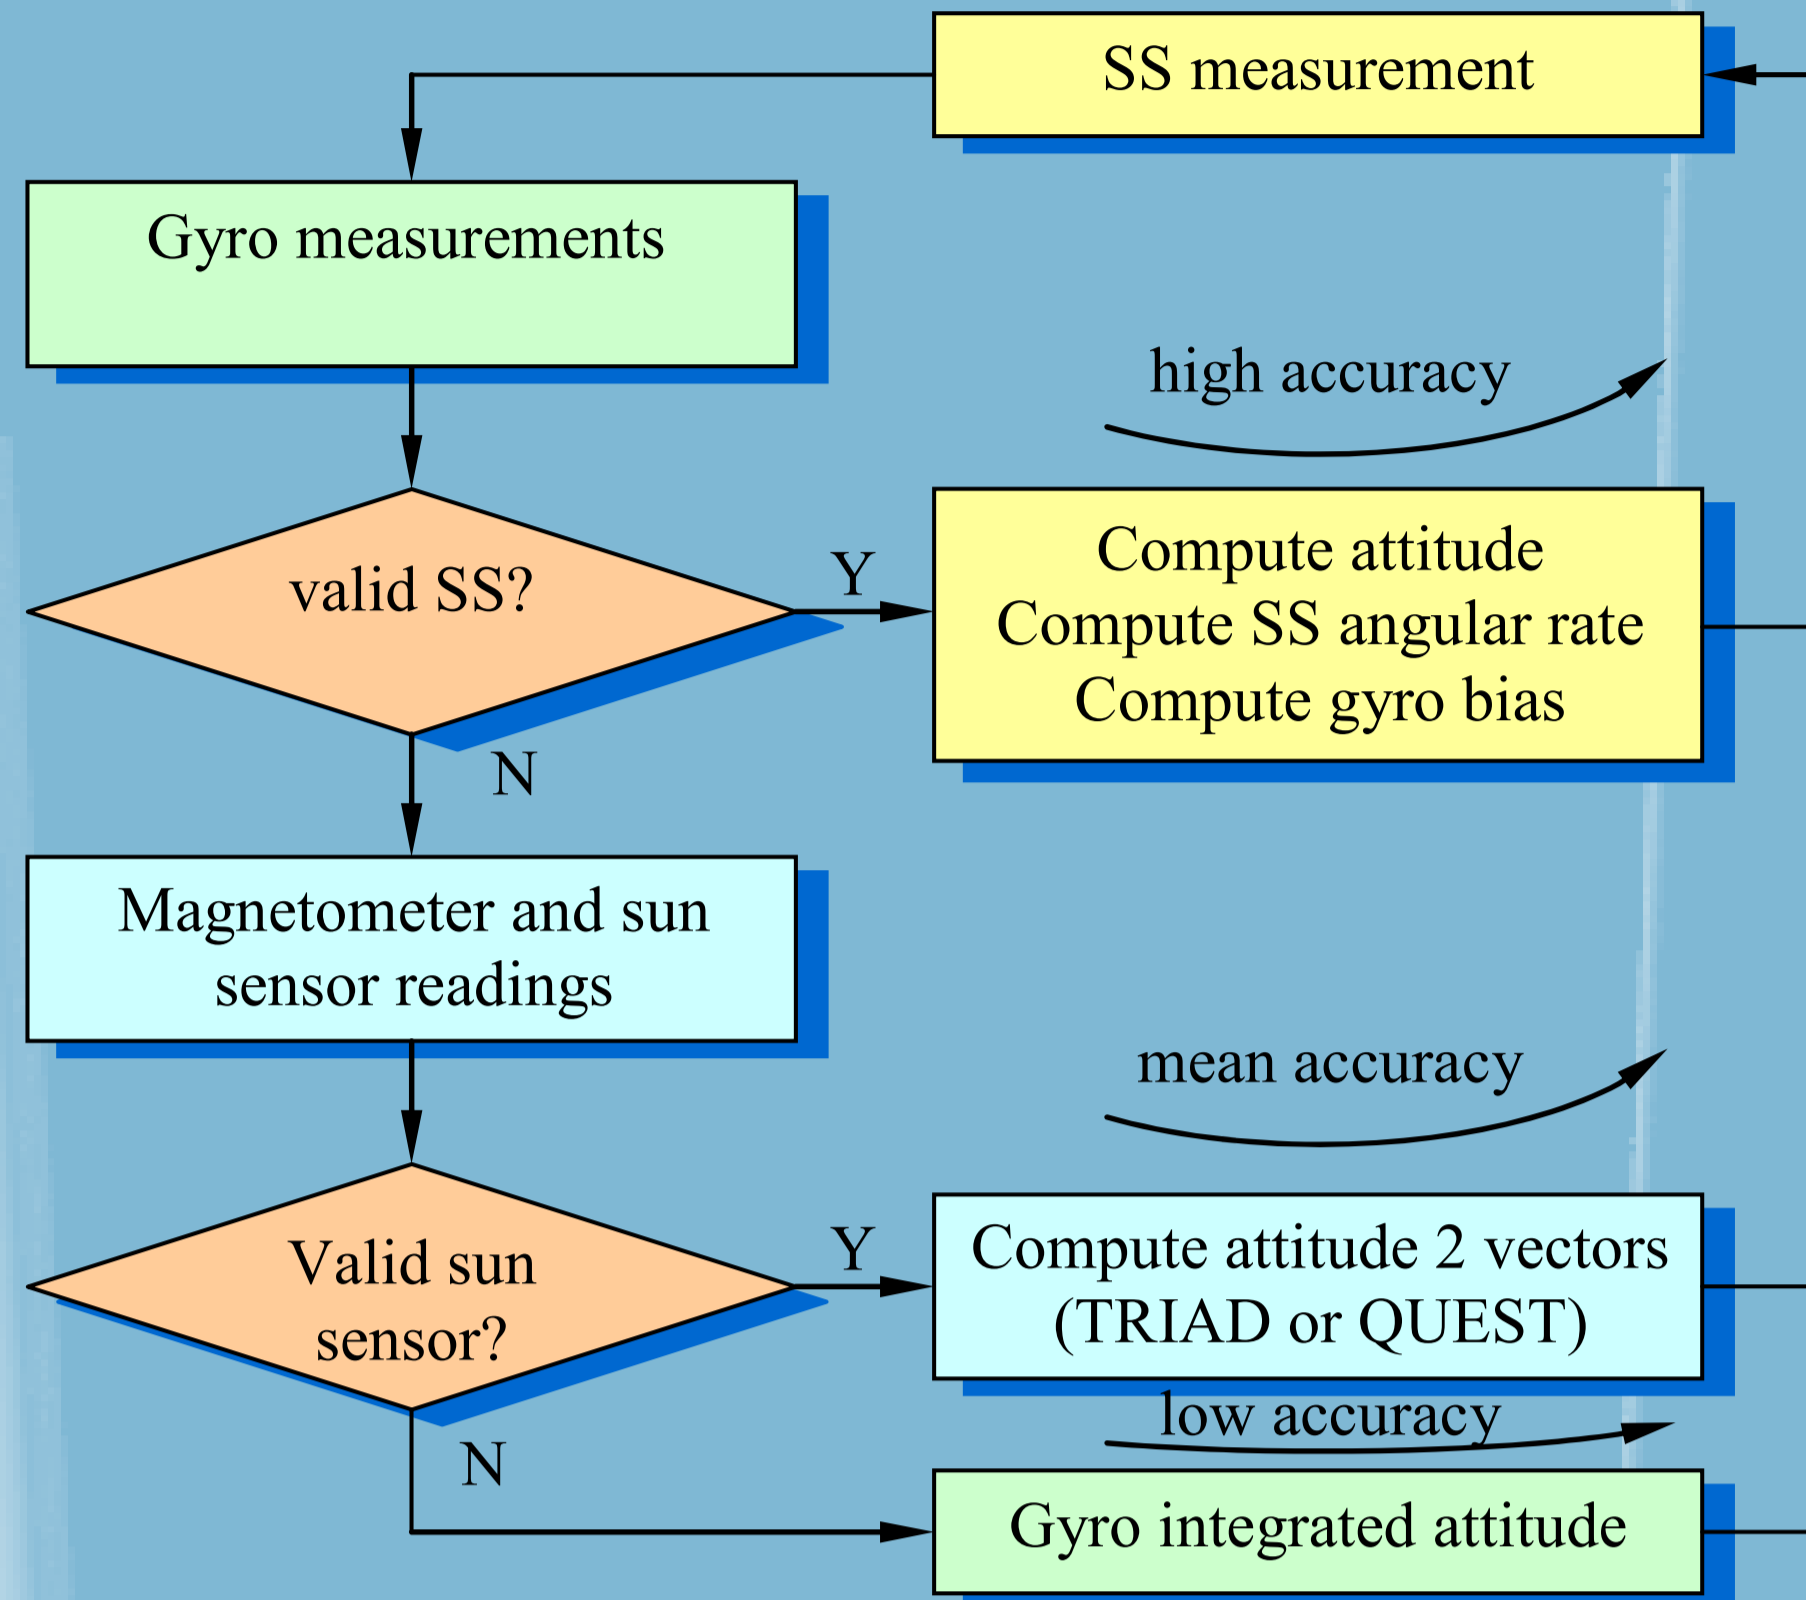 SS measurement
Gyro measurements
high accuracy
valid SS?
Y
Compute attitude
Compute SS angular rate
Compute gyro bias
N
Magnetometer and sun
sensor readings
mean accuracy
Valid sun
sensor?
Y
Compute attitude 2 vectors
(TRIAD or QUEST)
low accuracy
N
Gyro integrated attitude